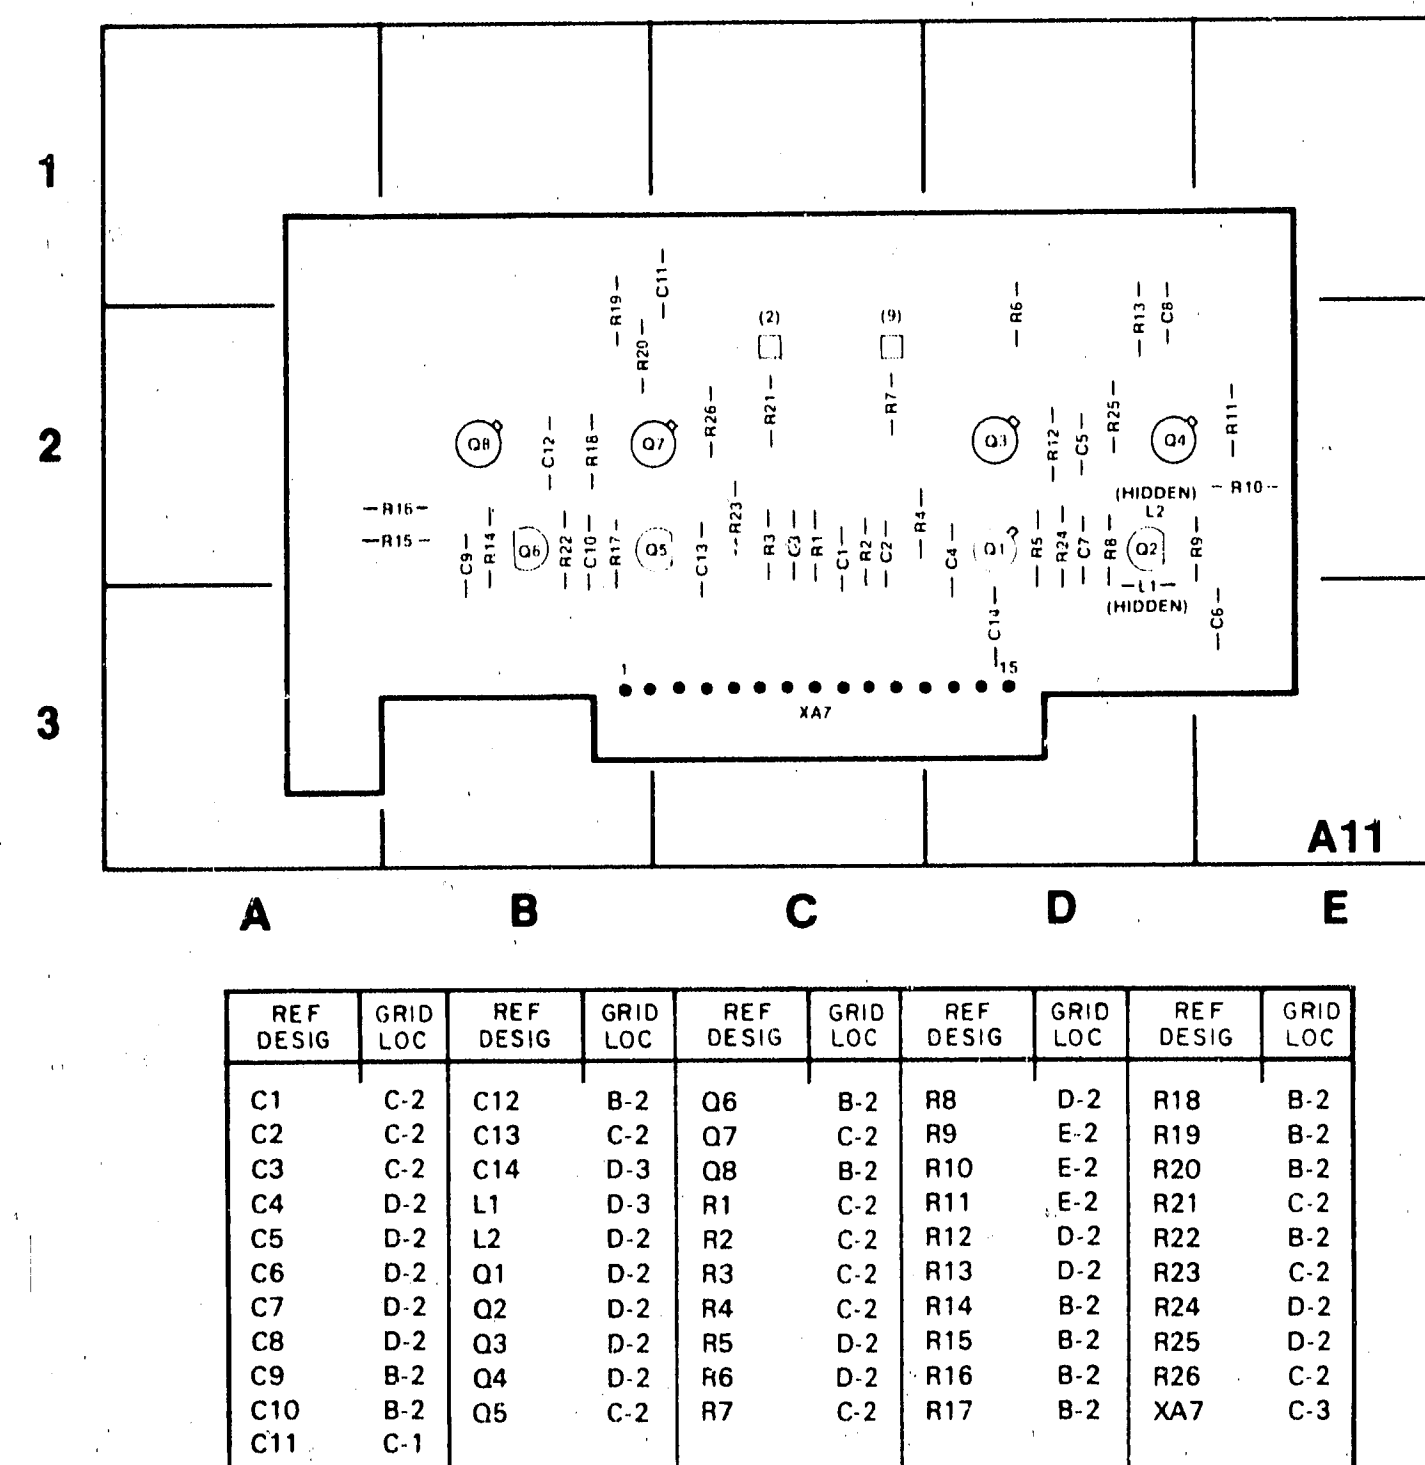 1
C11
R19
R6
R13
C8
(2)
(9)
R20
R21
R7
R26
R25
R11
2
Q8
C12
R18
Q7
Q3
R12
C5
Q4
(HIDDEN)
L2
R10
R16
R15
R23
R4
C9
R14
Q6
R22
C10
R17
Q5
C13
R3
C3
R1
C1
R2
C2
C4
Q1
R5
R24
C7
R8
Q2
R9
L1
(HIDDEN)
C14
C6
1
15
XA7
3
A11
A B C D E
REF DESIG GRID LOC REF DESIG GRID LOC REF DESIG GRID LOC REF DESIG GRID LOC REF DESIG GRID LOC
C1 C-2 C12 B-2 Q6 B-2 R8 D-2 R18 B-2
C2 C-2 C13 C-2 Q7 C-2 R9 E-2 R19 B-2
C3 C-2 C14 D-3 Q8 B-2 R10 E-2 R20 B-2
C4 D-2 L1 D-3 R1 C-2 R11 E-2 R21 C-2
C5 D-2 L2 D-2 R2 C-2 R12 D-2 R22 B-2
C6 D-2 Q1 D-2 R3 C-2 R13 D-2 R23 C-2
C7 D-2 Q2 D-2 R4 C-2 R14 B-2 R24 D-2
C8 D-2 Q3 D-2 R5 D-2 R15 B-2 R25 D-2
C9 B-2 Q4 D-2 R6 D-2 R16 B-2 R26 C-2
C10 B-2 Q5 C-2 R7 C-2 R17 B-2 XA7 C-3
C11 C-1